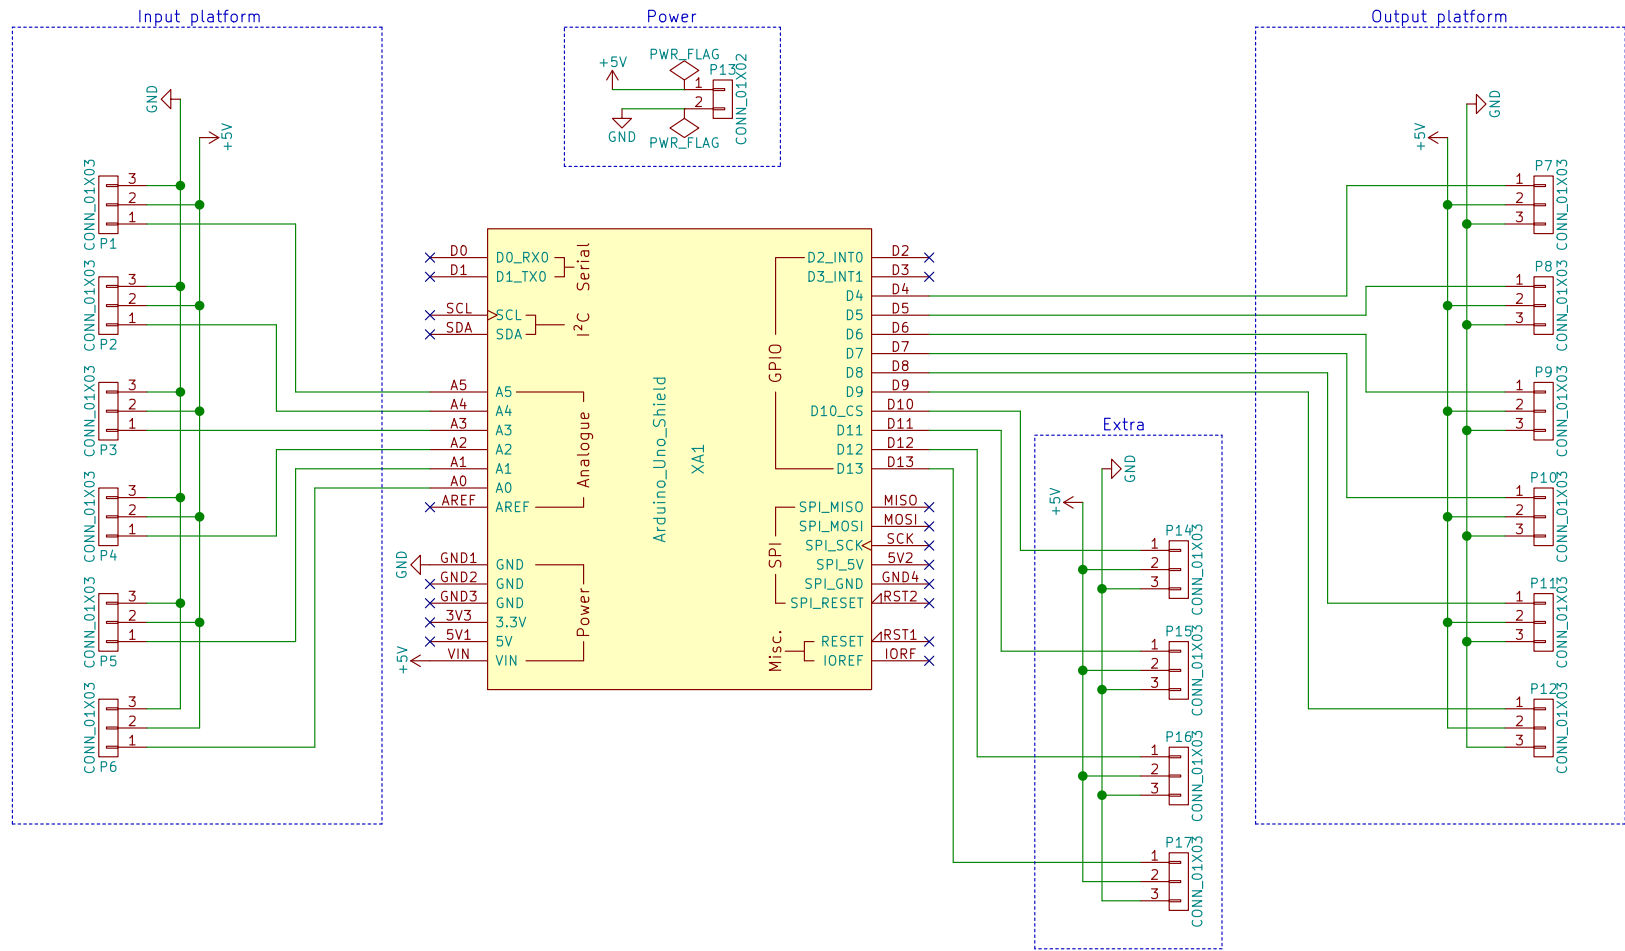 Input platform
Power
Output platform
+5V
PWR_FLAG
P13
CONN_01X02
1
2
GND
PWR_FLAG
GND
+5V
CONN_01X03
3
2
1
P1
CONN_01X03
3
2
1
P2
CONN_01X03
3
2
1
P3
CONN_01X03
3
2
1
P4
CONN_01X03
3
2
1
P5
CONN_01X03
3
2
1
P6
D0
D1
SCL
SDA
A5
A4
A3
A2
A1
A0
AREF
GND
GND1
GND2
GND3
3V3
5V1
+5V
VIN
D0_RX0
D1_TX0
Serial
SCL
SDA
I²C
A5
A4
A3
A2
A1
A0
AREF
Analogue
GND
GND
GND
3.3V
5V
VIN
Power
Arduino_Uno_Shield
XA1
GPIO
D2_INT0
D3_INT1
D4
D5
D6
D7
D8
D9
D10_CS
D11
D12
D13
SPI
SPI_MISO
SPI_MOSI
SPI_SCK
SPI_5V
SPI_GND
SPI_RESET
Misc.
RESET
IOREF
D2
D3
D4
D5
D6
D7
D8
D9
D10
D11
D12
D13
MISO
MOSI
SCK
5V2
GND4
RST2
RST1
IORF
Extra
GND
+5V
P14
1
2
3
CONN_01X03
P15
1
2
3
CONN_01X03
P16
1
2
3
CONN_01X03
P17
1
2
3
CONN_01X03
GND
+5V
P7
1
2
3
CONN_01X03
P8
1
2
3
CONN_01X03
P9
1
2
3
CONN_01X03
P10
1
2
3
CONN_01X03
P11
1
2
3
CONN_01X03
P12
1
2
3
CONN_01X03